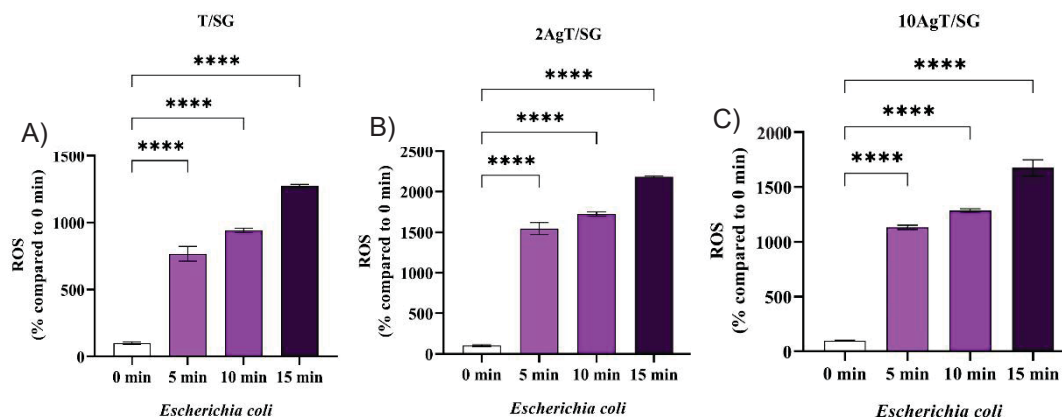 T/SG
A)
****
****
****
ROS
(% compared to 0 min)
1500
1000
500
0
0 min 5 min 10 min 15 min
Escherichia coli
2AgT/SG
B)
****
****
****
ROS
(% compared to 0 min)
2500
2000
1500
1000
500
0
0 min 5 min 10 min 15 min
Escherichia coli
10AgT/SG
C)
****
****
****
ROS
(% compared to 0 min)
2000
1500
1000
500
0
0 min 5 min 10 min 15 min
Escherichia coli